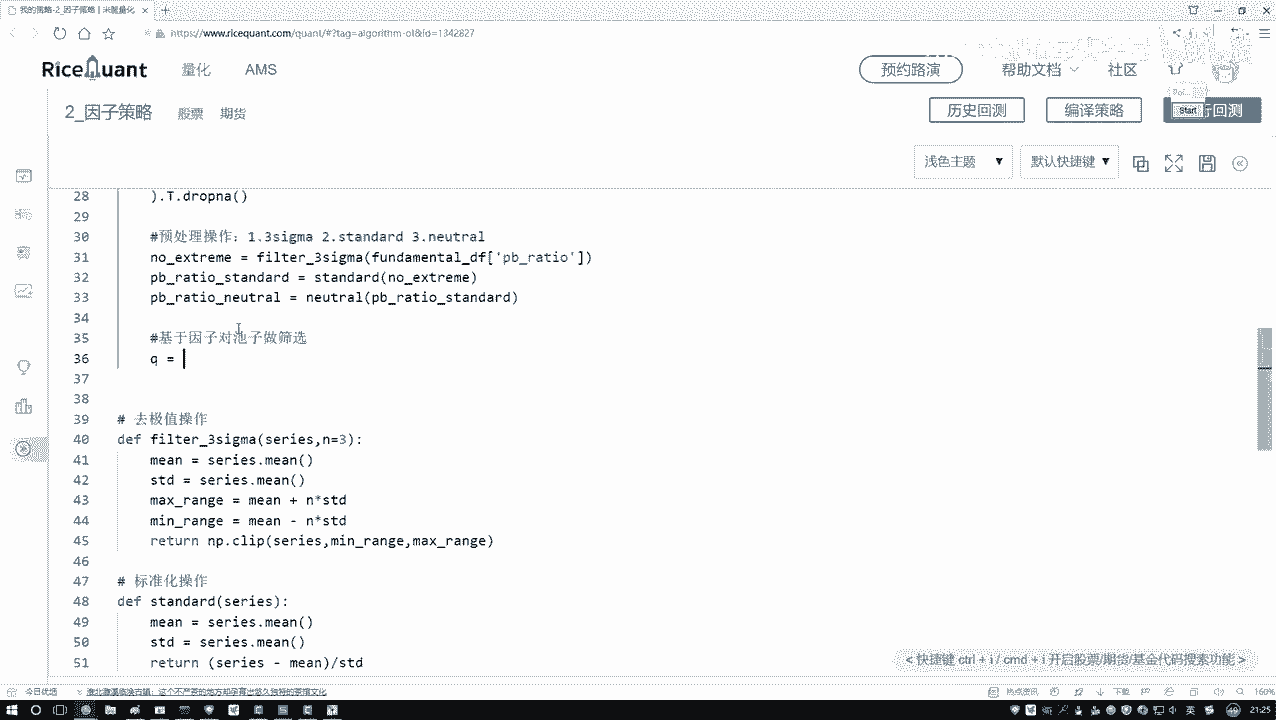 我的策略-2_因子策略 | 米筐量化
https://www.ricequant.com/quant/#?tag=algorithm-ol&id=1342827
RiceQuant 量化 AMS 预约路演 帮助文档 社区
2_因子策略 股票 期货 历史回测 编译策略 Start 行回测
浅色主题 ▼ 默认快捷键 ▼
28 ).T.dropna()
29
30 #预处理操作：1.3sigma 2.standard 3.neutral
31 no_extreme = filter_3sigma(fundamental_df['pb_ratio'])
32 pb_ratio_standard = standard(no_extreme)
33 pb_ratio_neutral = neutral(pb_ratio_standard)
34
35 #基于因子对池子做筛选
36 q =
37
38
39 # 去极值操作
40 def filter_3sigma(series,n=3):
41 mean = series.mean()
42 std = series.mean()
43 max_range = mean + n*std
44 min_range = mean - n*std
45 return np.clip(series,min_range,max_range)
46
47 # 标准化操作
48 def standard(series):
49 mean = series.mean()
50 std = series.mean()
51 return (series - mean)/std
<快捷键 ctrl + i / cmd + i 开启股票/期货/基金代码搜索功能 >
今日优选 热点资讯 下载 160%
英 21:25